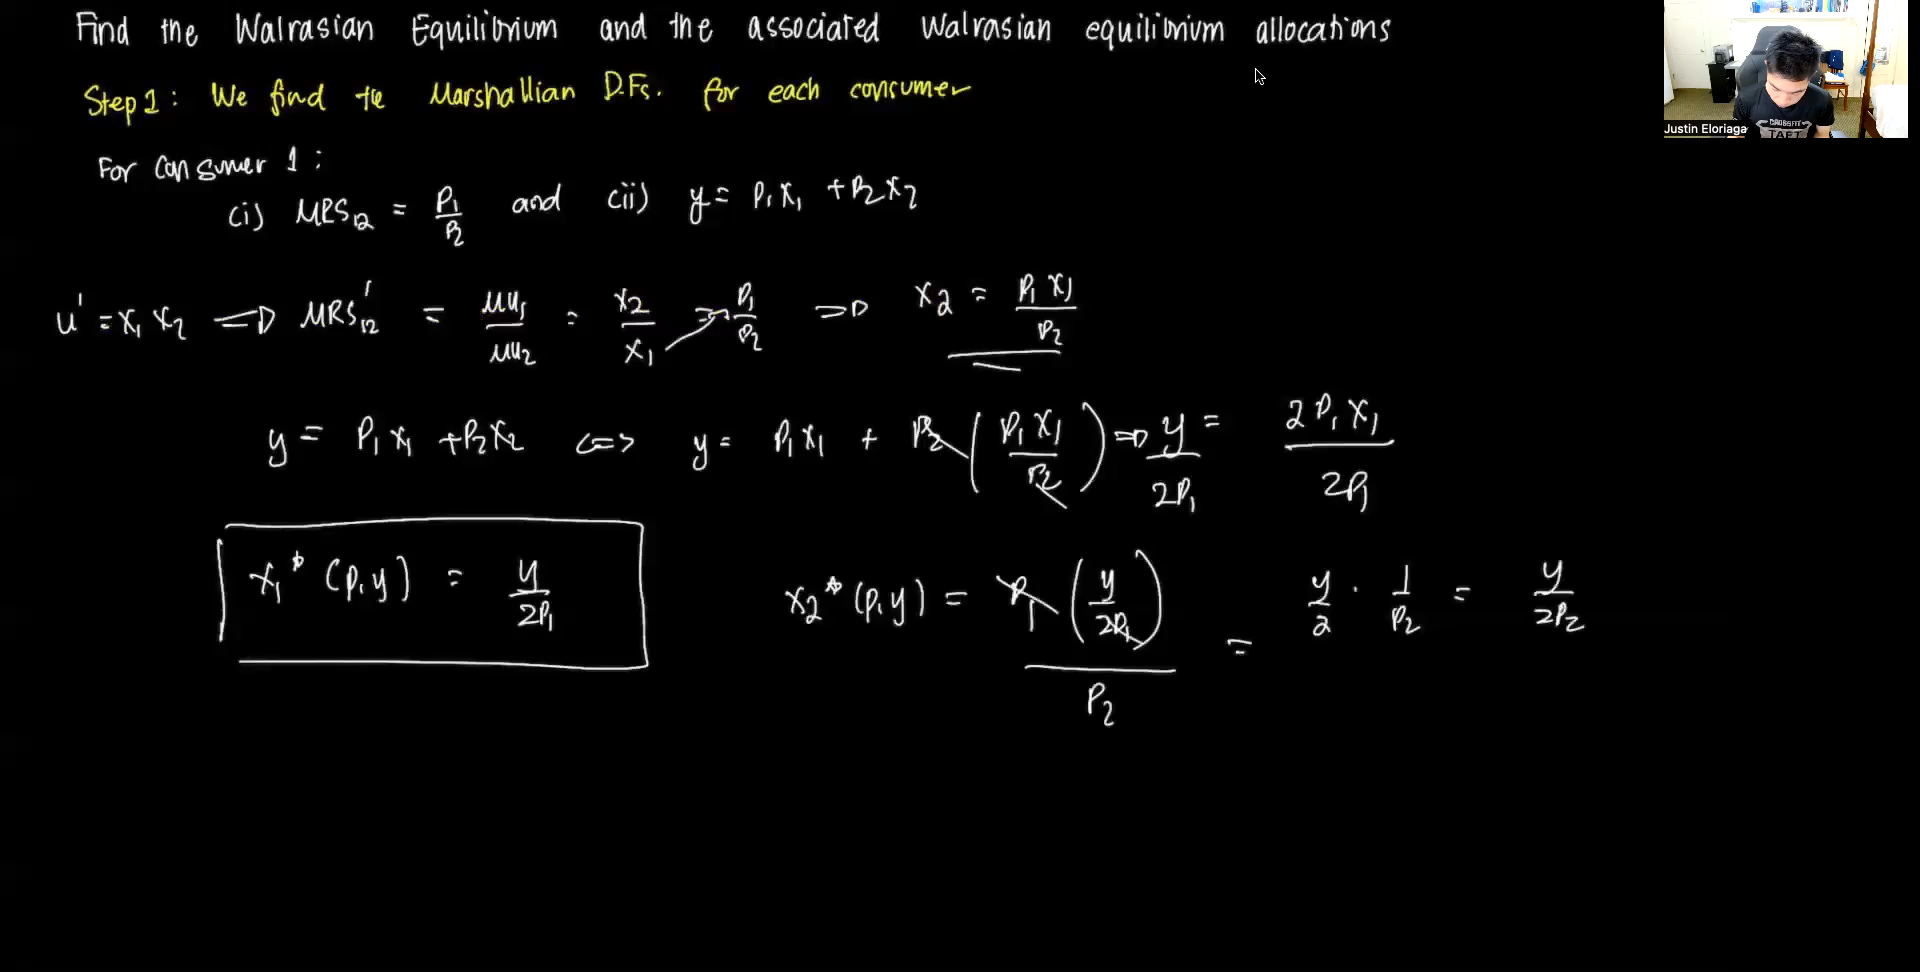 Find the Walrasian Equilibrium and the associated Walrasian equilibrium allocations
Step 1: We find the Marshallian D.Fs. for each consumer
For Consumer 1:
(i) MRS₁₂ = P₁/P₂ and (ii) y = P₁X₁ + P₂X₂
u¹ = X₁X₂ ⟹ MRS¹₁₂ = MU₁/MU₂ = X₂/X₁ = P₁/P₂ ⟹ X₂ = P₁X₁/P₂
y = P₁X₁ + P₂X₂ ⟺ y = P₁X₁ + P₂(P₁X₁/P₂) ⟹ y/2P₁ = 2P₁X₁/2P₁
X₁*(P,y) = y/2P₁
X₂*(P,y) = P₁(y/2P₁)/P₂ = y/2 · 1/P₂ = y/2P₂
Justin Eloriaga
CROSSFIT
TAFT